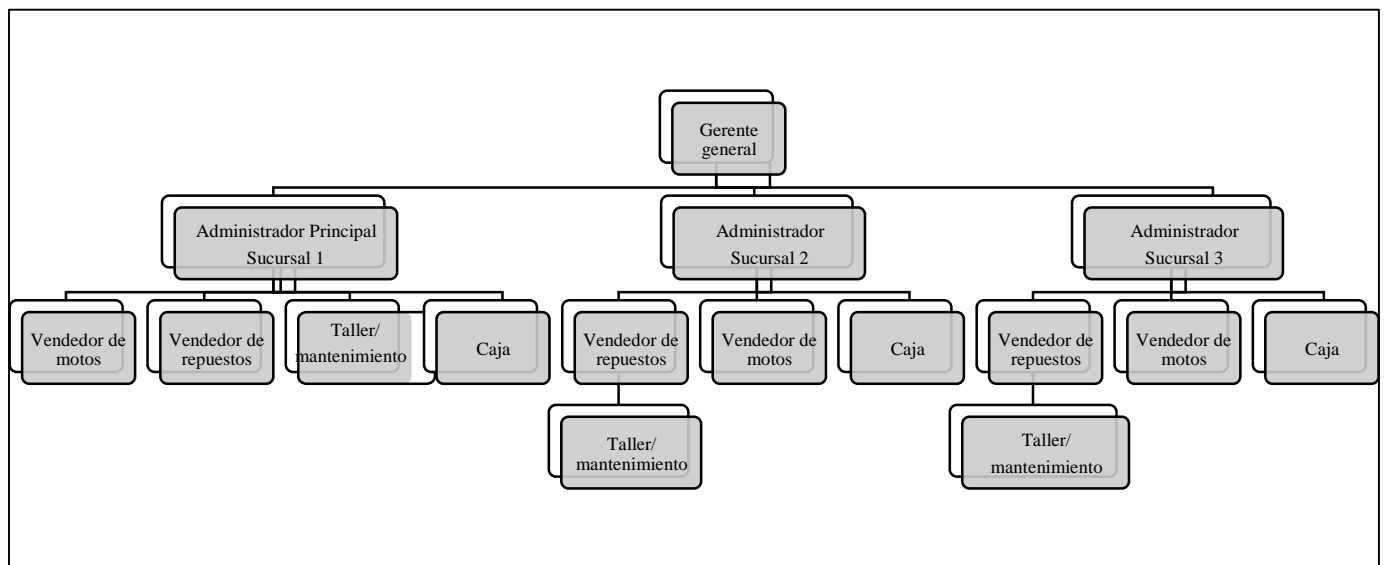 Gerente
general
Administrador Principal
Sucursal 1
Administrador
Sucursal 2
Administrador
Sucursal 3
Vendedor de
motos
Vendedor de
repuestos
Taller/
mantenimiento
Caja
Vendedor de
repuestos
Vendedor de
motos
Caja
Vendedor de
repuestos
Vendedor de
motos
Caja
Taller/
mantenimiento
Taller/
mantenimiento